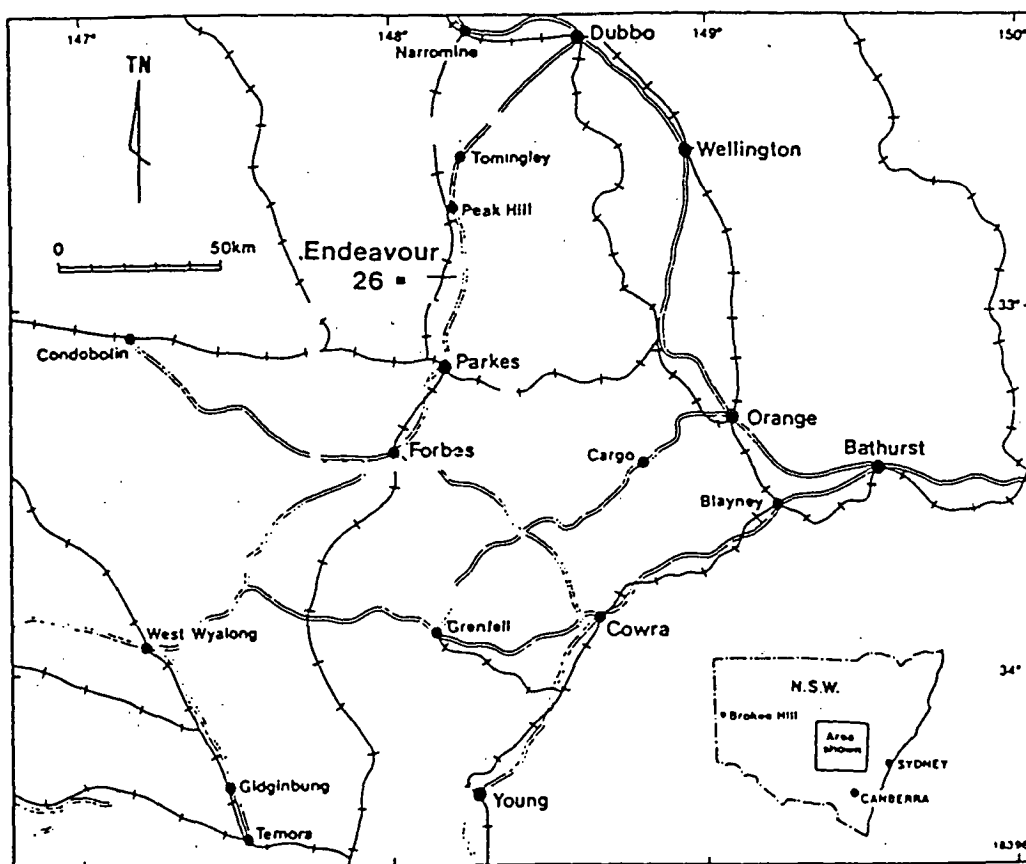 147°
148°
149°
150°
TN
Narromine
Dubbo
Tomingley
Wellington
Peak Hill
0
50km
.Endeavour
26
33°
Condobolin
Parkes
Orange
Forbes
Cargo
Bathurst
Blayney
West Wyalong
Grenfell
Cowra
34°
N.S.W.
Broken Hill
Area
shown
SYDNEY
CANBERRA
Gidginbung
Young
Temora